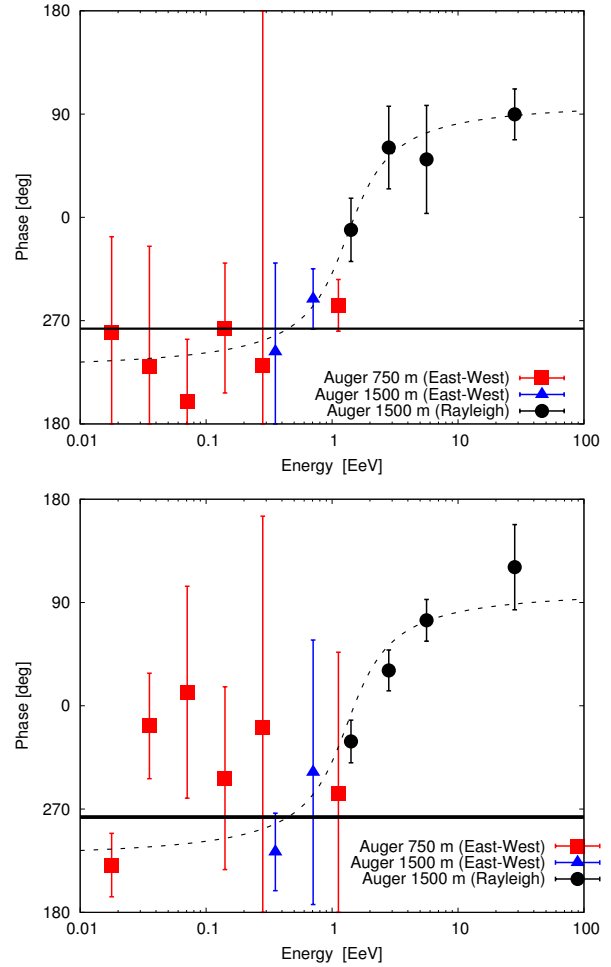 180
90
0
270
180
Phase [deg]
Auger 750 m (East-West)
Auger 1500 m (East-West)
Auger 1500 m (Rayleigh)
0.01 0.1 1 10 100
Energy [EeV]
180
90
0
270
180
Phase [deg]
Auger 750 m (East-West)
Auger 1500 m (East-West)
Auger 1500 m (Rayleigh)
0.01 0.1 1 10 100
Energy [EeV]